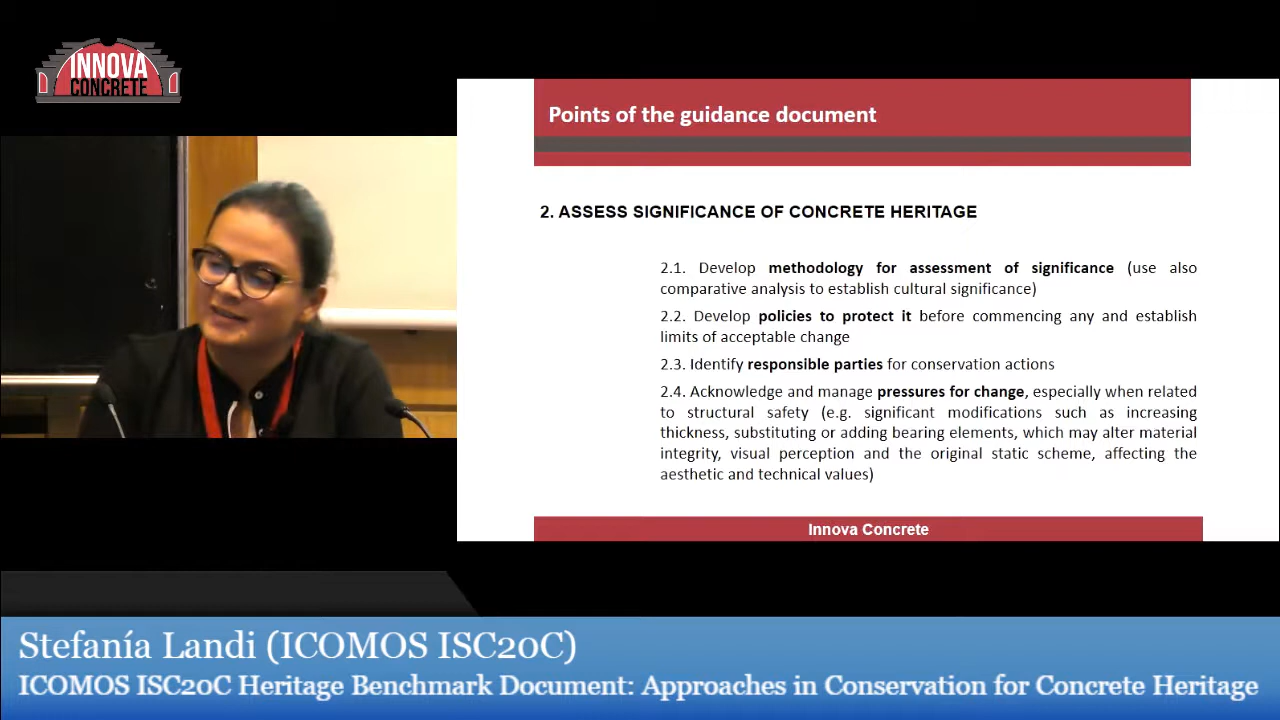 INNOVA
CONCRETE
Points of the guidance document
2. ASSESS SIGNIFICANCE OF CONCRETE HERITAGE
2.1. Develop methodology for assessment of significance (use also
comparative analysis to establish cultural significance)
2.2. Develop policies to protect it before commencing any and establish
limits of acceptable change
2.3. Identify responsible parties for conservation actions
2.4. Acknowledge and manage pressures for change, especially when related
to structural safety (e.g. significant modifications such as increasing
thickness, substituting or adding bearing elements, which may alter material
integrity, visual perception and the original static scheme, affecting the
aesthetic and technical values)
Innova Concrete
Stefanía Landi (ICOMOS ISC20C)
ICOMOS ISC20C Heritage Benchmark Document: Approaches in Conservation for Concrete Heritage